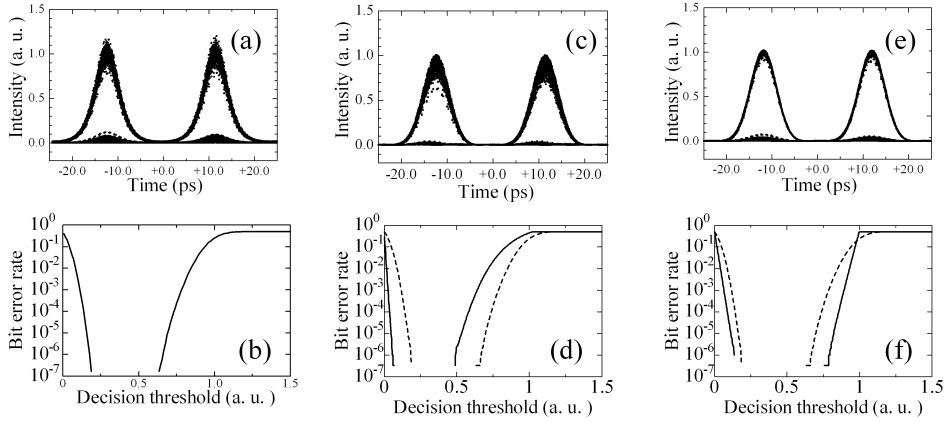 1.5
1.0
0.5
0.0
Intensity (a. u.)
(a)
-20.0 -10.0 +0.0 +10.0 +20.0
Time (ps)
1.5
1.0
0.5
0.0
Intensity (a. u.)
(c)
-20.0 -10.0 +0.0 +10.0 +20.0
Time (ps)
1.5
1.0
0.5
0.0
Intensity (a. u.)
(e)
-20.0 -10.0 +0.0 +10.0 +20.0
Time (ps)
10^0
10^-1
10^-2
10^-3
10^-4
10^-5
10^-6
10^-7
Bit error rate
(b)
0 0.5 1.0 1.5
Decision threshold (a. u. )
10^0
10^-1
10^-2
10^-3
10^-4
10^-5
10^-6
10^-7
Bit error rate
(d)
0 0.5 1 1.5
Decision threshold (a. u. )
10^0
10^-1
10^-2
10^-3
10^-4
10^-5
10^-6
10^-7
Bit error rate
(f)
0 0.5 1 1.5
Decision threshold (a. u. )